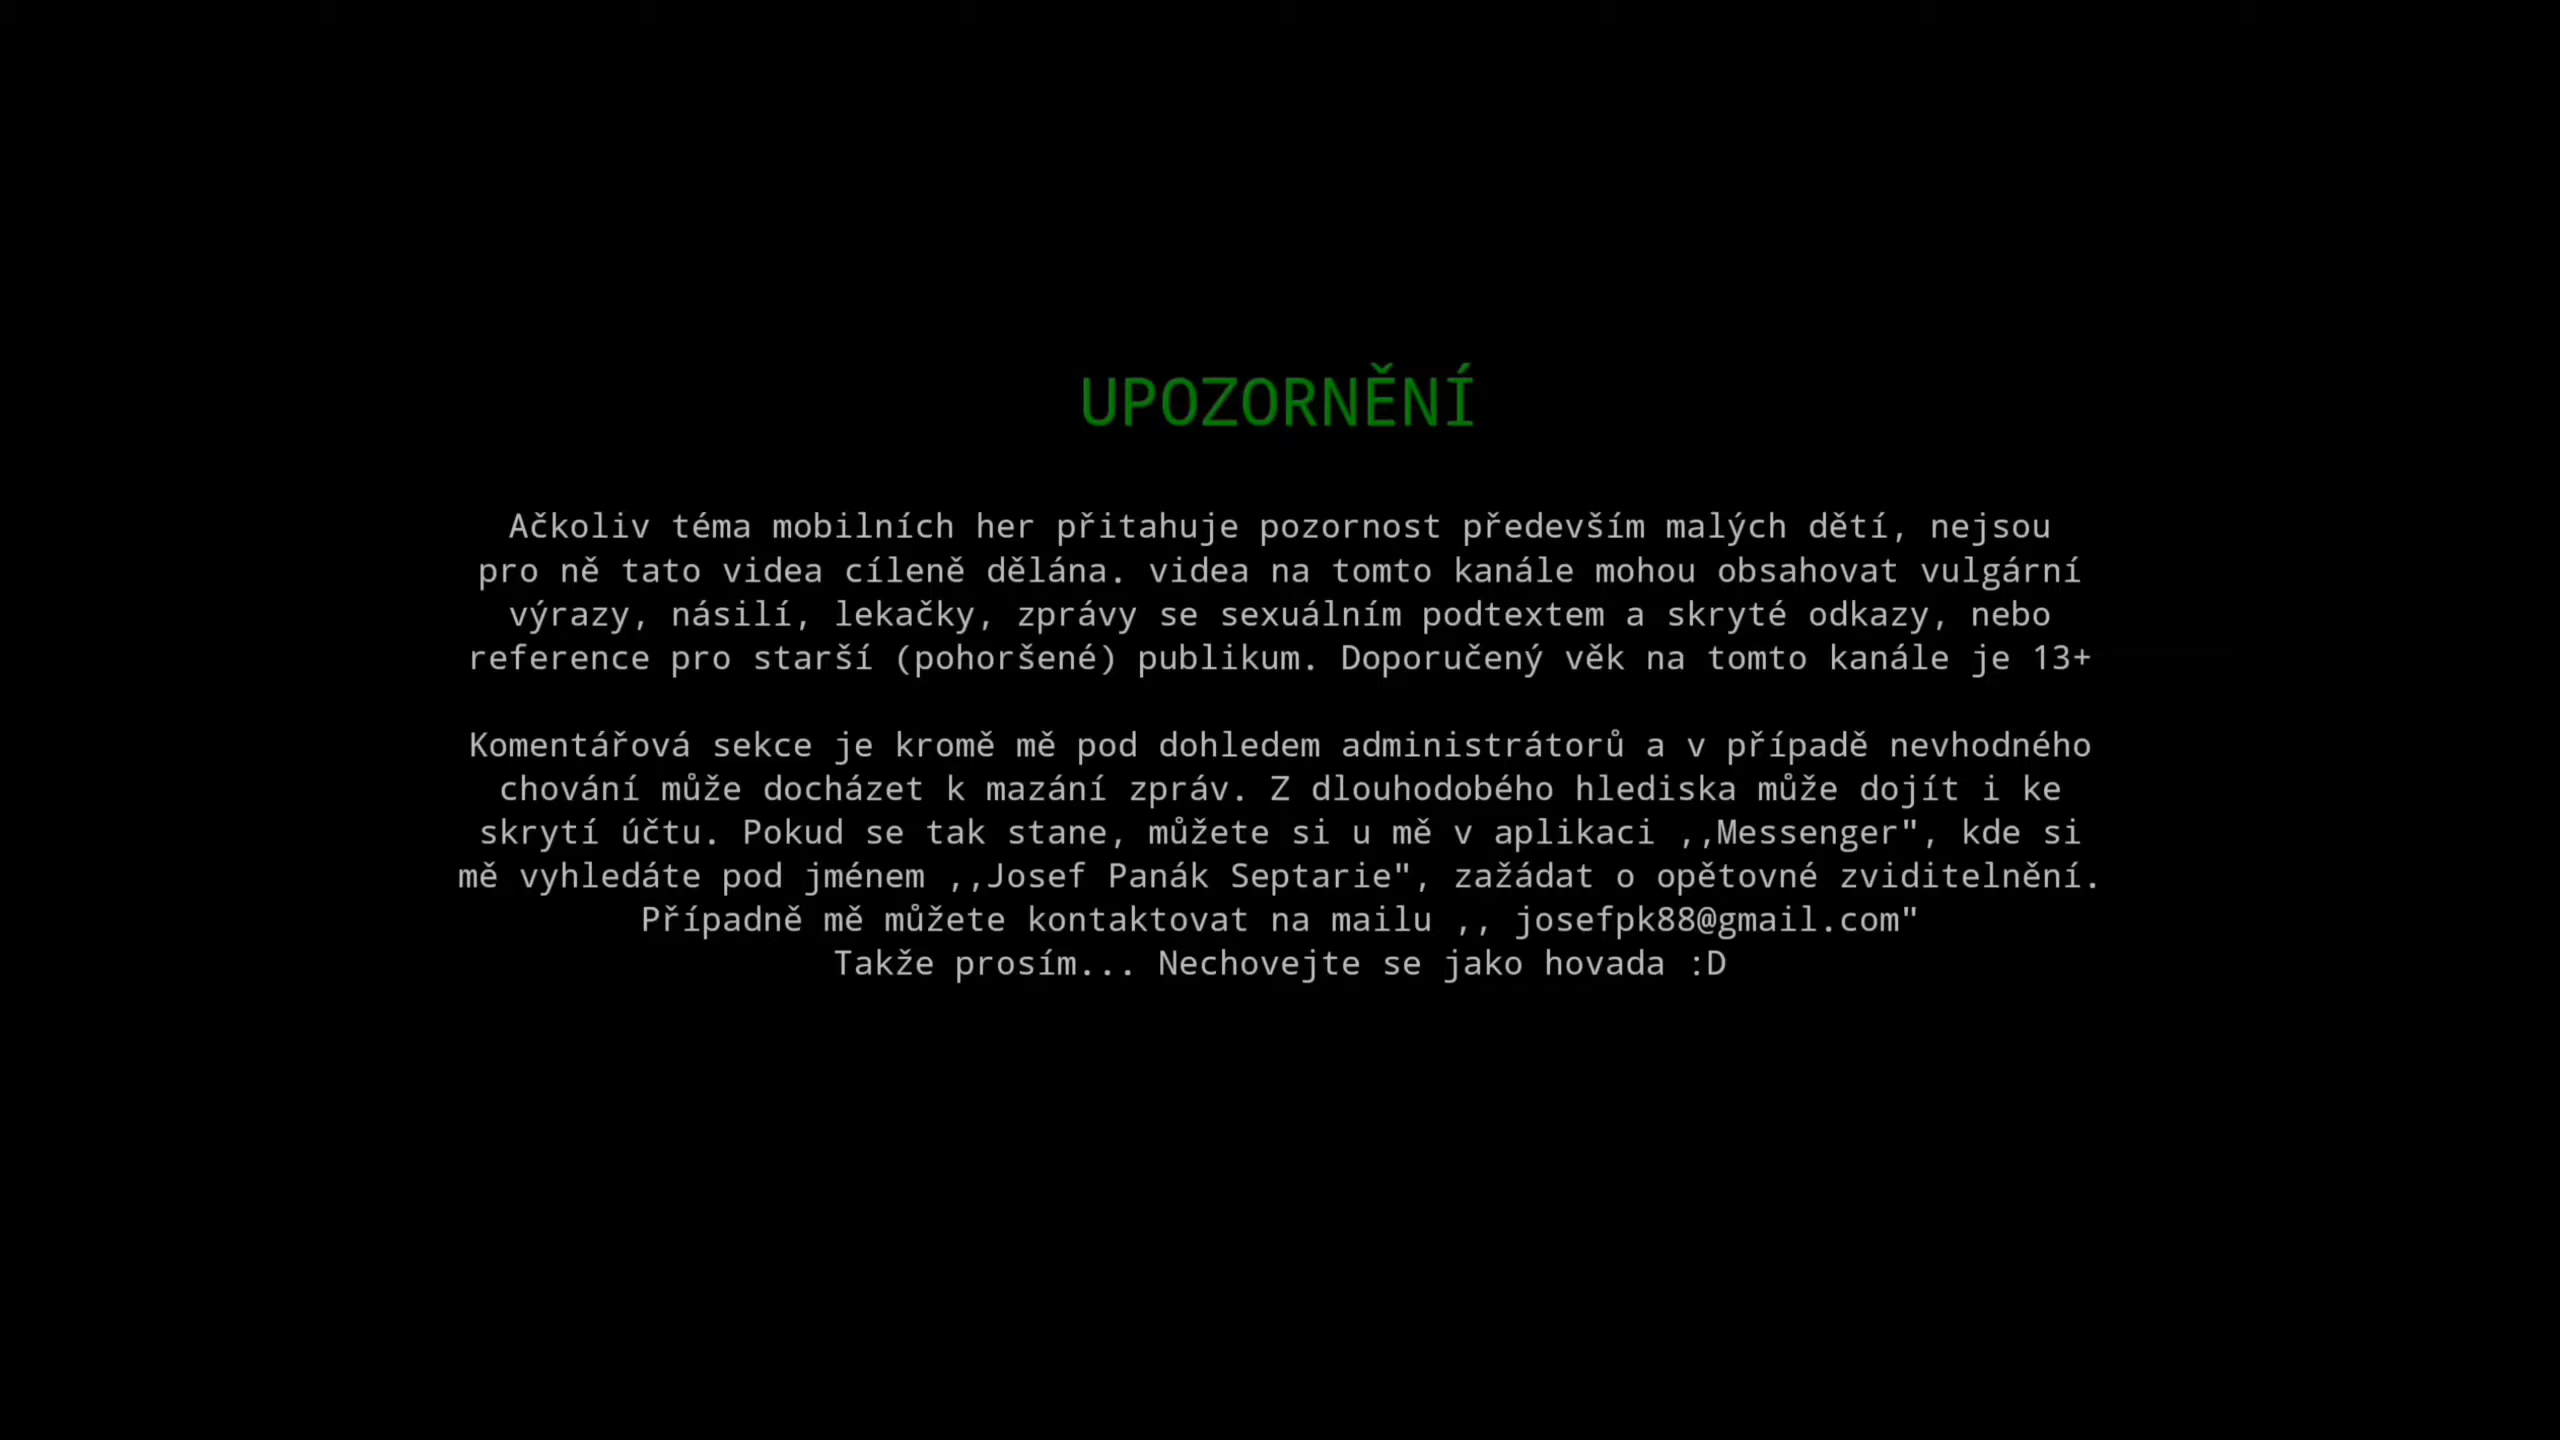 UPOZORNĚNÍ
Ačkoliv téma mobilních her přitahuje pozornost především malých dětí, nejsou
pro ně tato videa cíleně dělána. videa na tomto kanále mohou obsahovat vulgární
výrazy, násilí, lekačky, zprávy se sexuálním podtextem a skryté odkazy, nebo
reference pro starší (pohoršené) publikum. Doporučený věk na tomto kanále je 13+
Komentářová sekce je kromě mě pod dohledem administrátorů a v případě nevhodného
chování může docházet k mazání zpráv. Z dlouhodobého hlediska může dojít i ke
skrytí účtu. Pokud se tak stane, můžete si u mě v aplikaci ,,Messenger", kde si
mě vyhledáte pod jménem ,,Josef Panák Septarie", zažádat o opětovné zviditelnění.
Případně mě můžete kontaktovat na mailu ,, josefpk88@gmail.com"
Takže prosím... Nechovejte se jako hovada :D